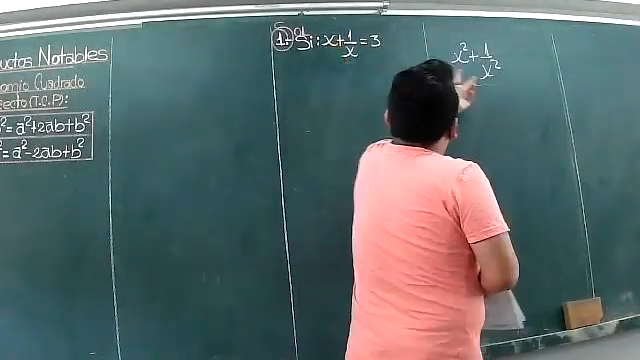 uctos Notables
omio Cuadrado
fecto (T.C.P):
² = a² + 2ab + b²
² = a² - 2ab + b²
1.- Si: x + 1/x = 3
x² + 1/x²